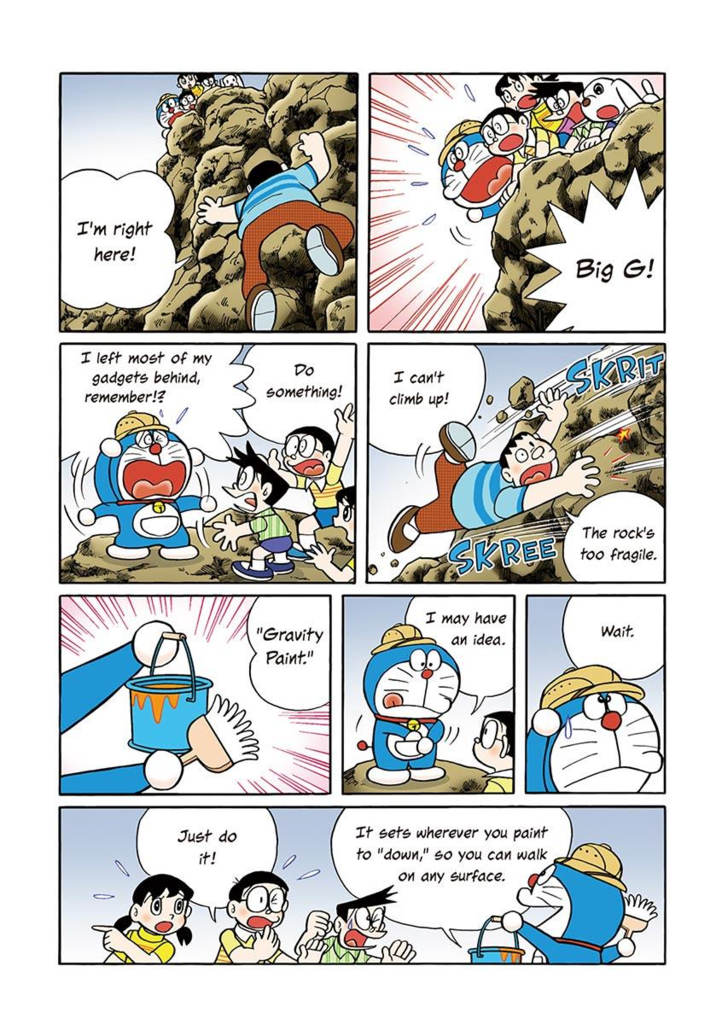 Big G!
I'm right
here!
SKRIT
I can't
climb up!
The rock's
too fragile.
SKREE
Do
something!
I left most of my
gadgets behind,
remember!?
Wait.
I may have
an idea.
"Gravity
Paint."
It sets wherever you paint
to "down," so you can walk
on any surface.
Just do
it!